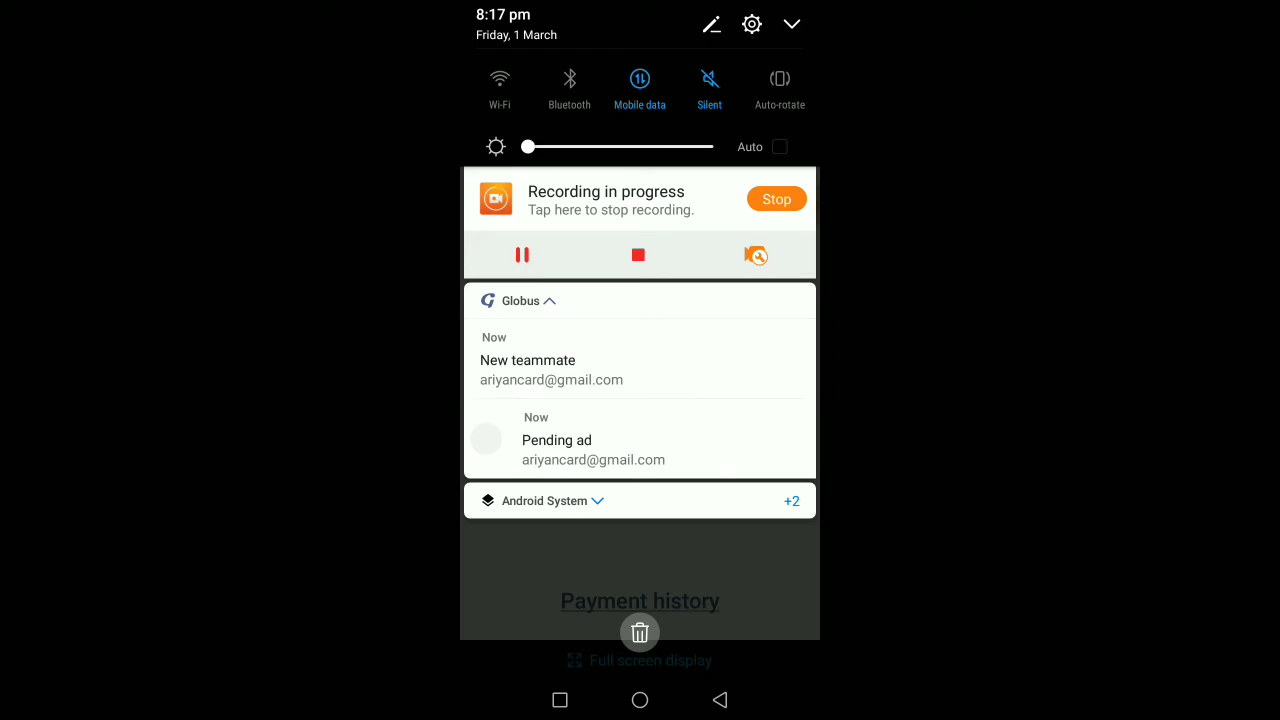 8:17 pm
Friday, 1 March
Wi-Fi Bluetooth Mobile data Silent Auto-rotate
Auto
Recording in progress
Tap here to stop recording.
Stop
Globus
Now
New teammate
ariyancard@gmail.com
Now
Pending ad
ariyancard@gmail.com
Android System +2
Payment history
Full screen display